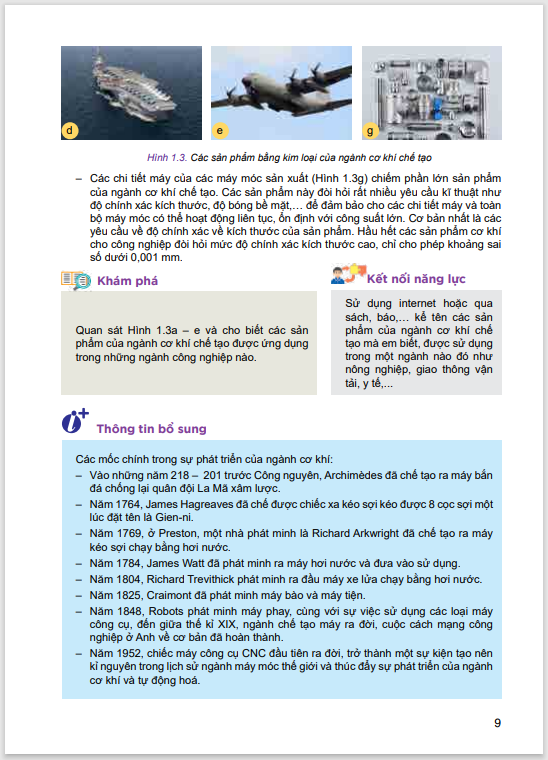 d
e
g
Hình 1.3. Các sản phẩm bằng kim loại của ngành cơ khí chế tạo
– Các chi tiết máy của các máy móc sản xuất (Hình 1.3g) chiếm phần lớn sản phẩm
của ngành cơ khí chế tạo. Các sản phẩm này đòi hỏi rất nhiều yêu cầu kĩ thuật như
độ chính xác kích thước, độ bóng bề mặt,... để đảm bảo cho các chi tiết máy và toàn
bộ máy móc có thể hoạt động liên tục, ổn định với công suất lớn. Cơ bản nhất là các
yêu cầu về độ chính xác về kích thước của sản phẩm. Hầu hết các sản phẩm cơ khí
cho công nghiệp đòi hỏi mức độ chính xác kích thước cao, chỉ cho phép khoảng sai
số dưới 0,001 mm.
Khám phá
Quan sát Hình 1.3a – e và cho biết các sản
phẩm của ngành cơ khí chế tạo được ứng dụng
trong những ngành công nghiệp nào.
Kết nối năng lực
Sử dụng internet hoặc qua
sách, báo,... kể tên các sản
phẩm của ngành cơ khí chế
tạo mà em biết, được sử dụng
trong một ngành nào đó như
nông nghiệp, giao thông vận
tải, y tế,...
Thông tin bổ sung
Các mốc chính trong sự phát triển của ngành cơ khí:
– Vào những năm 218 – 201 trước Công nguyên, Archimèdes đã chế tạo ra máy bắn
đá chống lại quân đội La Mã xâm lược.
– Năm 1764, James Hagreaves đã chế được chiếc xa kéo sợi kéo được 8 cọc sợi một
lúc đặt tên là Gien-ni.
– Năm 1769, ở Preston, một nhà phát minh là Richard Arkwright đã chế tạo ra máy
kéo sợi chạy bằng hơi nước.
– Năm 1784, James Watt đã phát minh ra máy hơi nước và đưa vào sử dụng.
– Năm 1804, Richard Trevithick phát minh ra đầu máy xe lửa chạy bằng hơi nước.
– Năm 1825, Craimont đã phát minh máy bào và máy tiện.
– Năm 1848, Robots phát minh máy phay, cùng với sự việc sử dụng các loại máy
công cụ, đến giữa thế kỉ XIX, ngành chế tạo máy ra đời, cuộc cách mạng công
nghiệp ở Anh về cơ bản đã hoàn thành.
– Năm 1952, chiếc máy công cụ CNC đầu tiên ra đời, trở thành một sự kiện tạo nên
kỉ nguyên trong lịch sử ngành máy móc thế giới và thúc đẩy sự phát triển của ngành
cơ khí và tự động hoá.
9